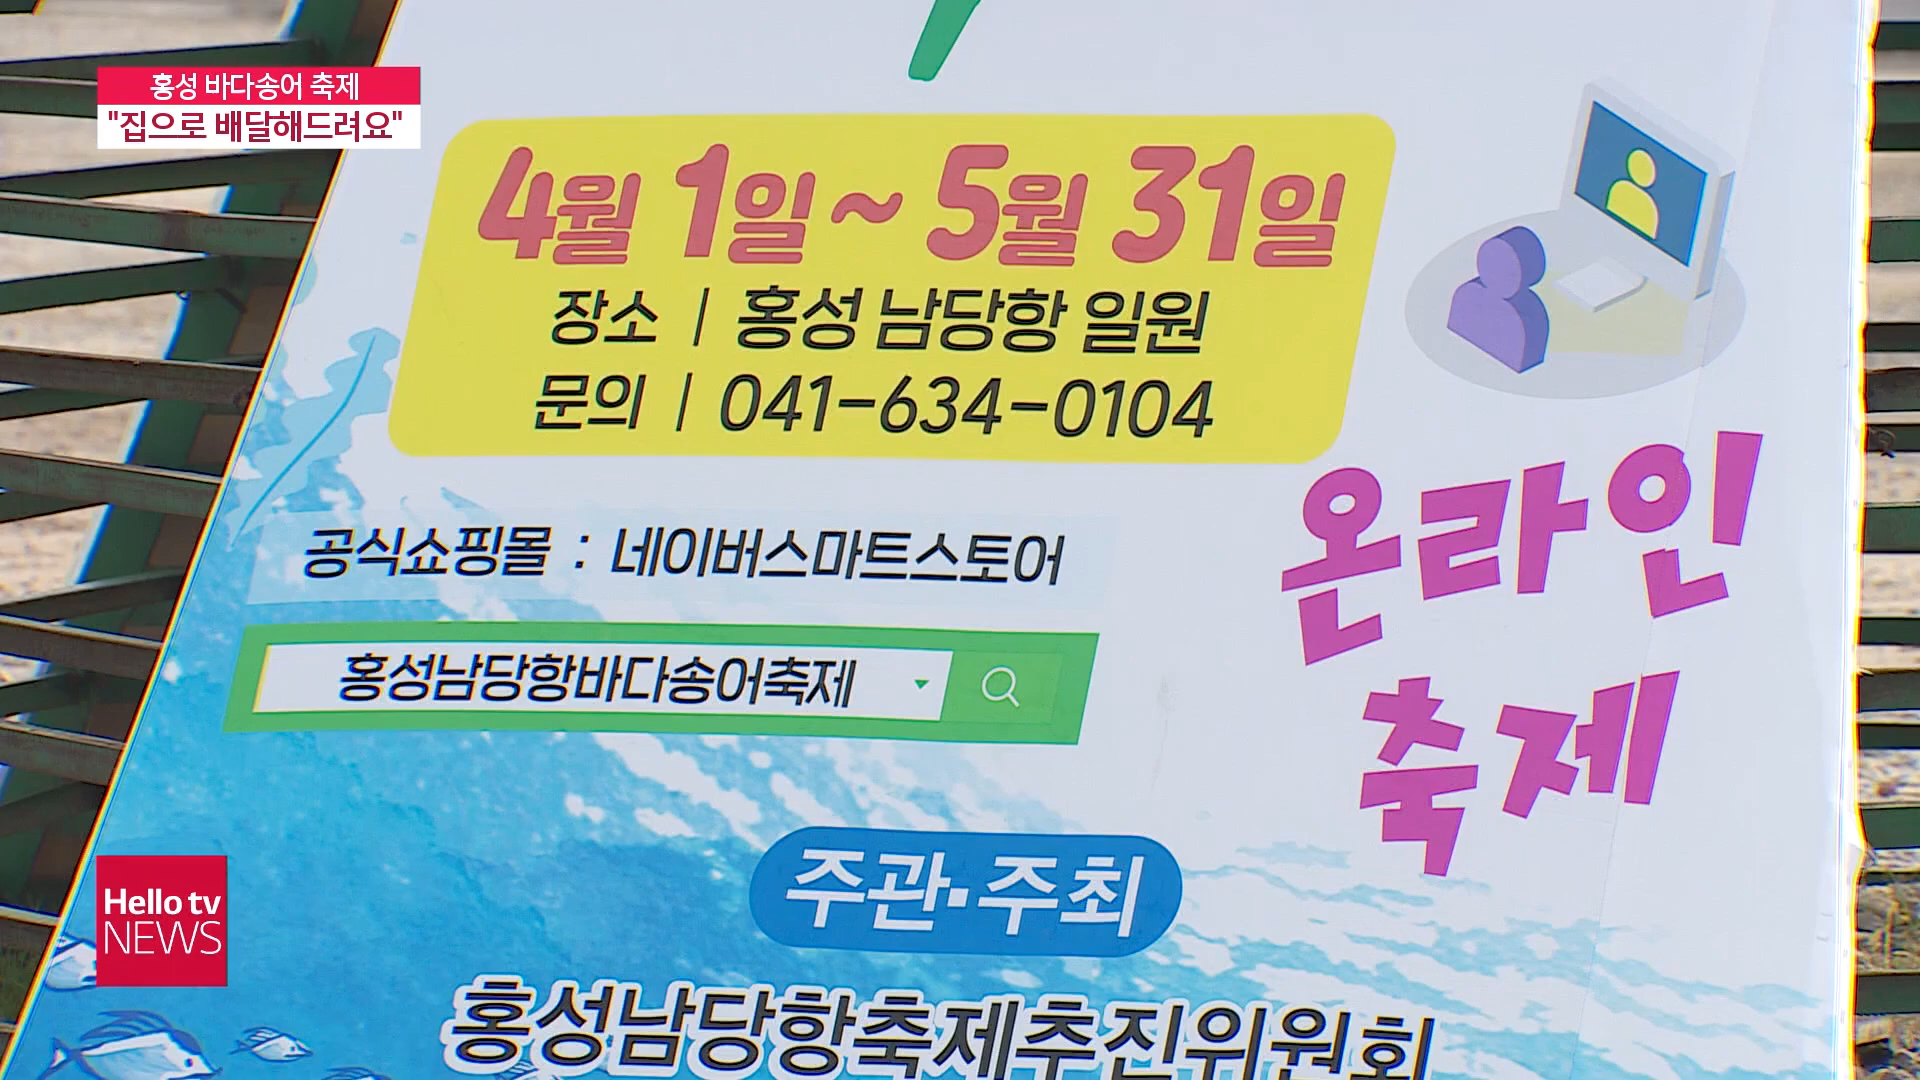 홍성 바다송어 축제
"집으로 배달해드려요"
4월 1일 ~ 5월 31일
장소 | 홍성 남당항 일원
문의 | 041-634-0104
온라인
축제
공식쇼핑몰 : 네이버스마트스토어
홍성남당항바다송어축제
주관·주최
홍성남당항축제추진위원회
Hello tv
NEWS